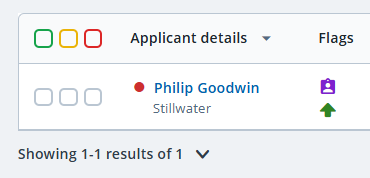 Applicant details Flags
Philip Goodwin
Stillwater
Showing 1-1 results of 1